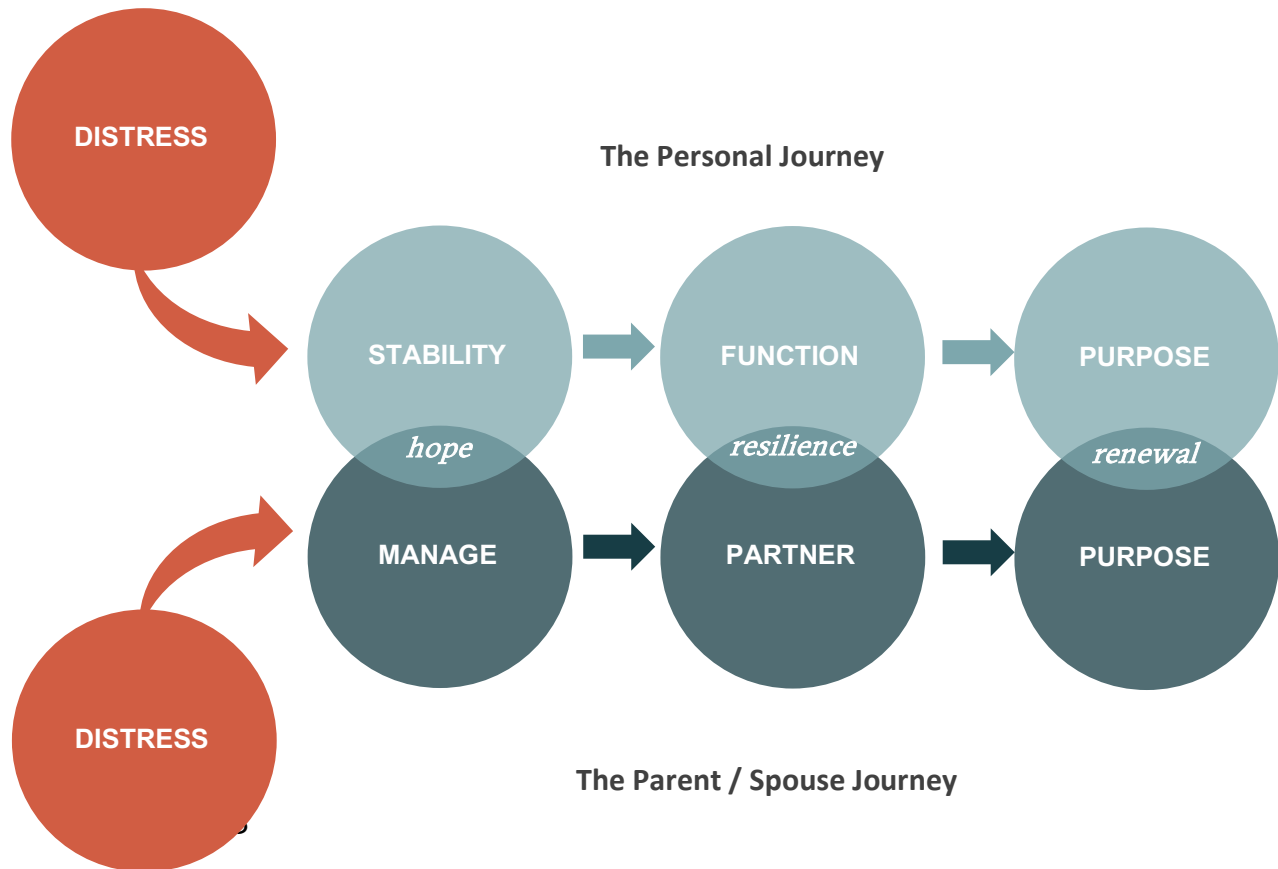 DISTRESS
The Personal Journey
STABILITY
FUNCTION
PURPOSE
hope
resilience
renewal
MANAGE
PARTNER
PURPOSE
DISTRESS
The Parent / Spouse Journey